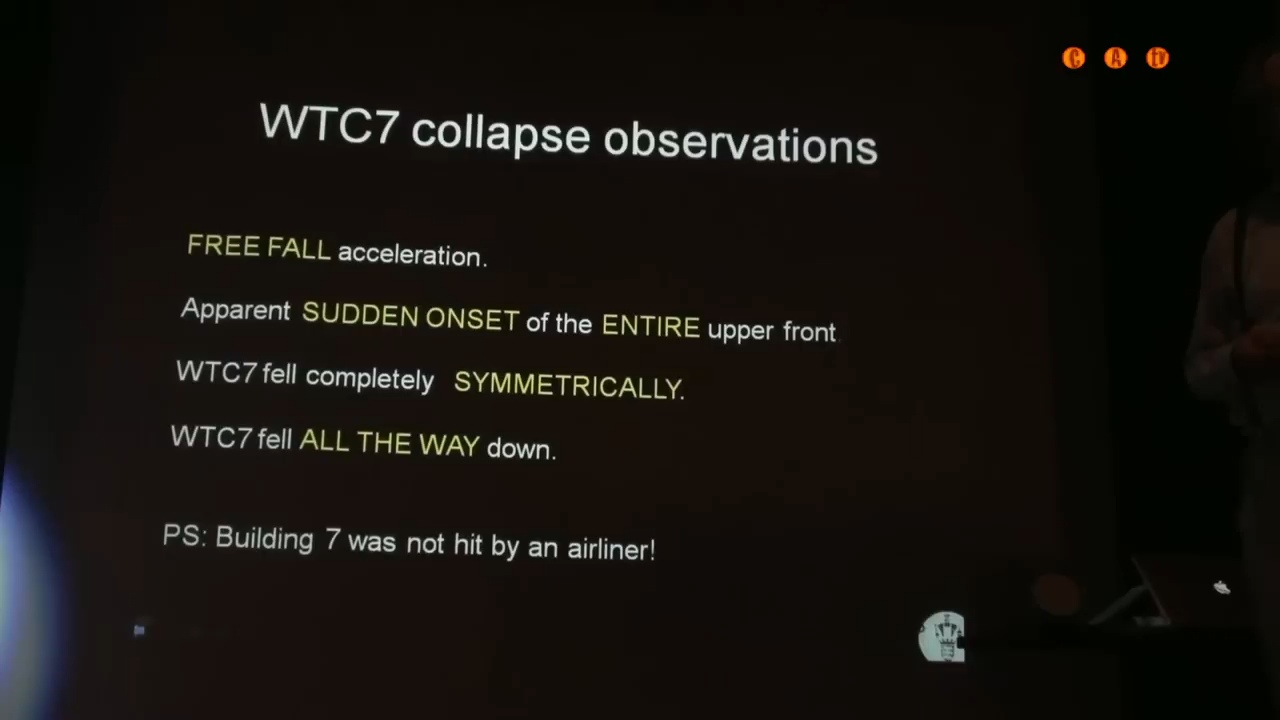 C A tv
WTC7 collapse observations
FREE FALL acceleration.
Apparent SUDDEN ONSET of the ENTIRE upper front
WTC7 fell completely SYMMETRICALLY.
WTC7 fell ALL THE WAY down.
PS: Building 7 was not hit by an airliner!